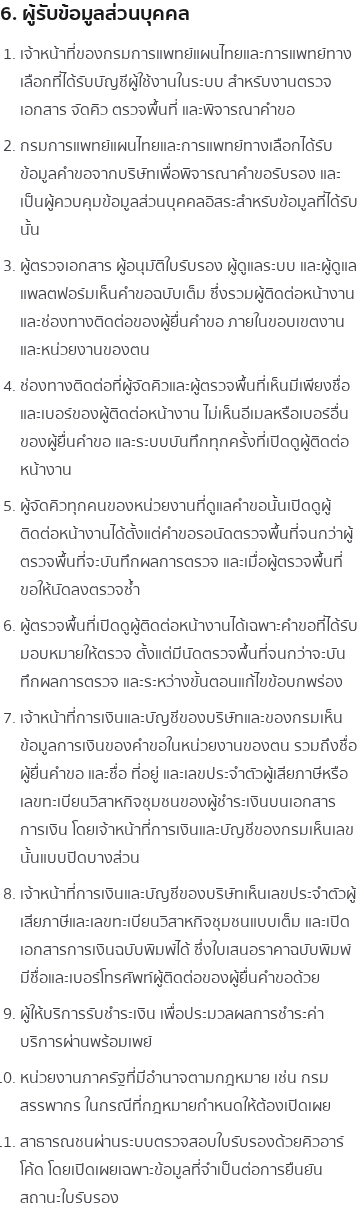 6. ผู้รับข้อมูลส่วนบุคคล
1. เจ้าหน้าที่ของกรมการแพทย์แผนไทยและการแพทย์ทาง
เลือกที่ได้รับบัญชีผู้ใช้งานในระบบ สำหรับงานตรวจ
เอกสาร จัดคิว ตรวจพื้นที่ และพิจารณาคำขอ
2. กรมการแพทย์แผนไทยและการแพทย์ทางเลือกได้รับ
ข้อมูลคำขอจากบริษัทเพื่อพิจารณาคำขอรับรอง และ
เป็นผู้ควบคุมข้อมูลส่วนบุคคลอิสระสำหรับข้อมูลที่ได้รับ
นั้น
3. ผู้ตรวจเอกสาร ผู้อนุมัติใบรับรอง ผู้ดูแลระบบ และผู้ดูแล
แพลตฟอร์มเห็นคำขอฉบับเต็ม ซึ่งรวมผู้ติดต่อหน้างาน
และช่องทางติดต่อของผู้ยื่นคำขอ ภายในขอบเขตงาน
และหน่วยงานของตน
4. ช่องทางติดต่อที่ผู้จัดคิวและผู้ตรวจพื้นที่เห็นมีเพียงชื่อ
และเบอร์ของผู้ติดต่อหน้างาน ไม่เห็นอีเมลหรือเบอร์อื่น
ของผู้ยื่นคำขอ และระบบบันทึกทุกครั้งที่เปิดดูผู้ติดต่อ
หน้างาน
5. ผู้จัดคิวทุกคนของหน่วยงานที่ดูแลคำขอนั้นเปิดดูผู้
ติดต่อหน้างานได้ตั้งแต่คำขอรอนัดตรวจพื้นที่จนกว่าผู้
ตรวจพื้นที่จะบันทึกผลการตรวจ และเมื่อผู้ตรวจพื้นที่
ขอให้นัดลงตรวจซ้ำ
6. ผู้ตรวจพื้นที่เปิดดูผู้ติดต่อหน้างานได้เฉพาะคำขอที่ได้รับ
มอบหมายให้ตรวจ ตั้งแต่มีนัดตรวจพื้นที่จนกว่าจะบัน
ทึกผลการตรวจ และระหว่างขั้นตอนแก้ไขข้อบกพร่อง
7. เจ้าหน้าที่การเงินและบัญชีของบริษัทและของกรมเห็น
ข้อมูลการเงินของคำขอในหน่วยงานของตน รวมถึงชื่อ
ผู้ยื่นคำขอ และชื่อ ที่อยู่ และเลขประจำตัวผู้เสียภาษีหรือ
เลขทะเบียนวิสาหกิจชุมชนของผู้ชำระเงินบนเอกสาร
การเงิน โดยเจ้าหน้าที่การเงินและบัญชีของกรมเห็นเลข
นั้นแบบปิดบางส่วน
8. เจ้าหน้าที่การเงินและบัญชีของบริษัทเห็นเลขประจำตัวผู้
เสียภาษีและเลขทะเบียนวิสาหกิจชุมชนแบบเต็ม และเปิด
เอกสารการเงินฉบับพิมพ์ได้ ซึ่งใบเสนอราคาฉบับพิมพ์
มีชื่อและเบอร์โทรศัพท์ผู้ติดต่อของผู้ยื่นคำขอด้วย
9. ผู้ให้บริการรับชำระเงิน เพื่อประมวลผลการชำระค่า
บริการผ่านพร้อมเพย์
.0. หน่วยงานภาครัฐที่มีอำนาจตามกฎหมาย เช่น กรม
สรรพากร ในกรณีที่กฎหมายกำหนดให้ต้องเปิดเผย
.1. สาธารณชนผ่านระบบตรวจสอบใบรับรองด้วยคิวอาร์
โค้ด โดยเปิดเผยเฉพาะข้อมูลที่จำเป็นต่อการยืนยัน
สถานะใบรับรอง